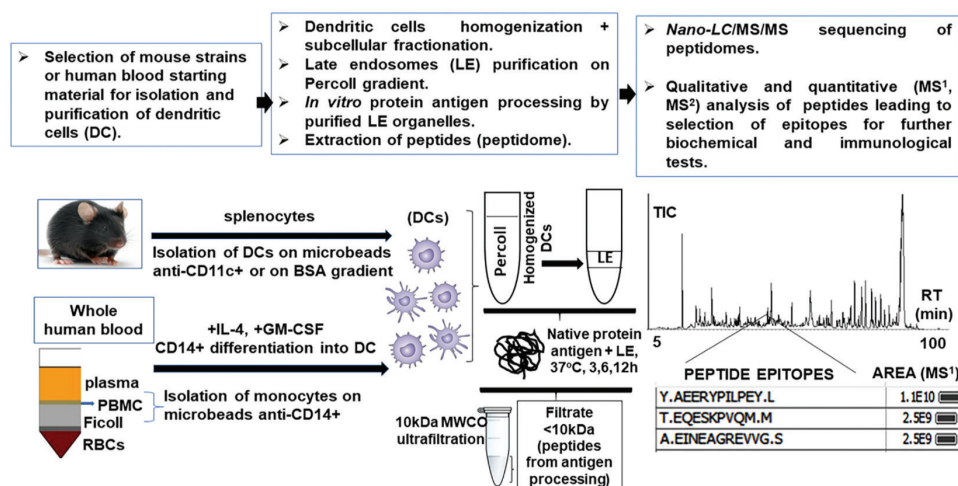 ➢ Selection of mouse strains
or human blood starting
material for isolation and
purification of dendritic
cells (DC).
➢ Dendritic cells homogenization +
subcellular fractionation.
➢ Late endosomes (LE) purification on
Percoll gradient.
➢ In vitro protein antigen processing by
purified LE organelles.
➢ Extraction of peptides (peptidome).
➢ Nano-LC/MS/MS sequencing of
peptidomes.
➢ Qualitative and quantitative (MS¹,
MS²) analysis of peptides leading to
selection of epitopes for further
biochemical and immunological
tests.
splenocytes
Isolation of DCs on microbeads
anti-CD11c+ or on BSA gradient
(DCs)
Percoll
Homogenized
DCs
LE
TIC
RT
(min)
5
100
Whole
human blood
+IL-4, +GM-CSF
CD14+ differentiation into DC
plasma
PBMC
Ficoll
RBCs
Isolation of monocytes on
microbeads anti-CD14+
Native protein
antigen + LE,
37ºC, 3,6,12h
10kDa MWCO
ultrafiltration
Filtrate
<10kDa
(peptides
from antigen
processing)
PEPTIDE EPITOPES
AREA (MS¹)
Y.AEERYPILPEY.L
1.1E10
T.EQESKPVQM.M
2.5E9
A.EINEAGREVVG.S
2.5E9